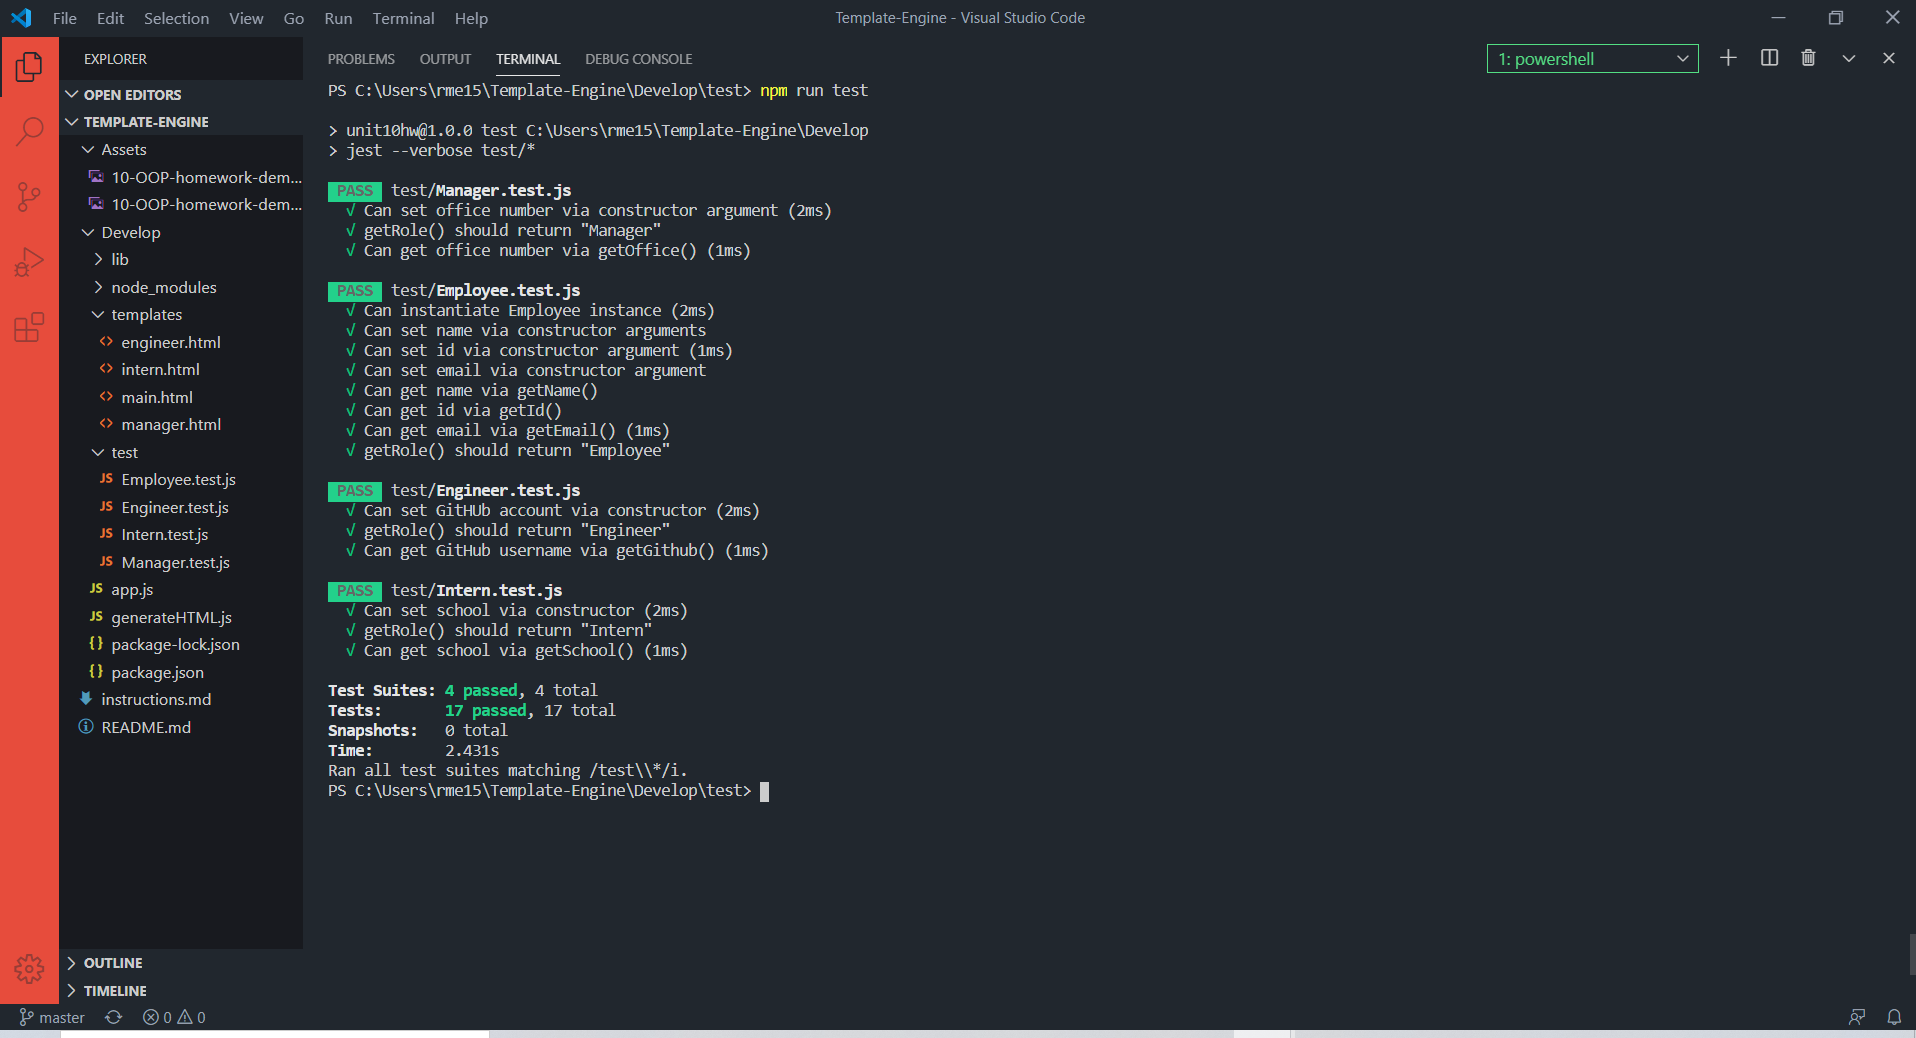 File Edit Selection View Go Run Terminal Help
Template-Engine - Visual Studio Code
EXPLORER
OPEN EDITORS
TEMPLATE-ENGINE
Assets
10-OOP-homework-dem...
10-OOP-homework-dem...
Develop
lib
node_modules
templates
engineer.html
intern.html
main.html
manager.html
test
JS Employee.test.js
JS Engineer.test.js
JS Intern.test.js
JS Manager.test.js
JS app.js
JS generateHTML.js
{} package-lock.json
{} package.json
instructions.md
README.md
OUTLINE
TIMELINE
PROBLEMS OUTPUT TERMINAL DEBUG CONSOLE
1: powershell
PS C:\Users\rme15\Template-Engine\Develop\test> npm run test
> unit10hw@1.0.0 test C:\Users\rme15\Template-Engine\Develop
> jest --verbose test/*
PASS test/Manager.test.js
√ Can set office number via constructor argument (2ms)
√ getRole() should return "Manager"
√ Can get office number via getOffice() (1ms)
PASS test/Employee.test.js
√ Can instantiate Employee instance (2ms)
√ Can set name via constructor arguments
√ Can set id via constructor argument (1ms)
√ Can set email via constructor argument
√ Can get name via getName()
√ Can get id via getId()
√ Can get email via getEmail() (1ms)
√ getRole() should return "Employee"
PASS test/Engineer.test.js
√ Can set GitHUb account via constructor (2ms)
√ getRole() should return "Engineer"
√ Can get GitHub username via getGithub() (1ms)
PASS test/Intern.test.js
√ Can set school via constructor (2ms)
√ getRole() should return "Intern"
√ Can get school via getSchool() (1ms)
Test Suites: 4 passed, 4 total
Tests: 17 passed, 17 total
Snapshots: 0 total
Time: 2.431s
Ran all test suites matching /test\\*/i.
PS C:\Users\rme15\Template-Engine\Develop\test>
master 0 0